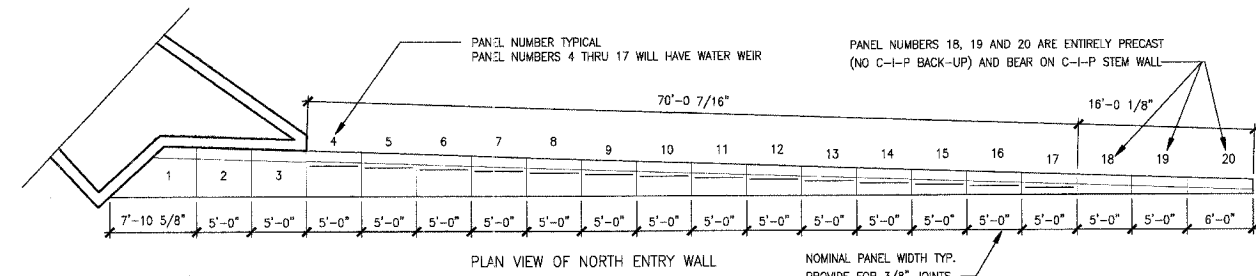 PANEL NUMBER TYPICAL
PANEL NUMBERS 4 THRU 17 WILL HAVE WATER WEIR
PANEL NUMBERS 18, 19 AND 20 ARE ENTIRELY PRECAST
(NO C-I-P BACK-UP) AND BEAR ON C-I-P STEM WALL
70'-0 7/16"
16'-0 1/8"
1 2 3 4 5 6 7 8 9 10 11 12 13 14 15 16 17 18 19 20
7'-10 5/8" 5'-0" 5'-0" 5'-0" 5'-0" 5'-0" 5'-0" 5'-0" 5'-0" 5'-0" 5'-0" 5'-0" 5'-0" 5'-0" 5'-0" 5'-0" 5'-0" 5'-0" 5'-0" 6'-0"
PLAN VIEW OF NORTH ENTRY WALL
NOMINAL PANEL WIDTH TYP.
PROVIDE FOR 3/8" JOINTS